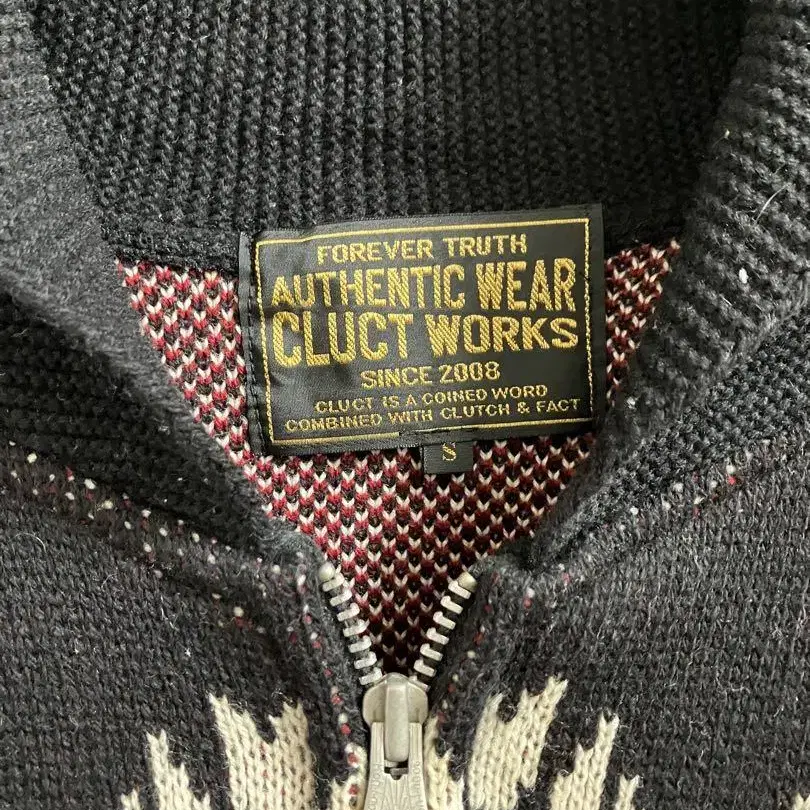 FOREVER TRUTH
AUTHENTIC WEAR
CLUCT WORKS
SINCE 2008
CLUCT IS A COINED WORD
COMBINED WITH CLUTCH & FACT
S